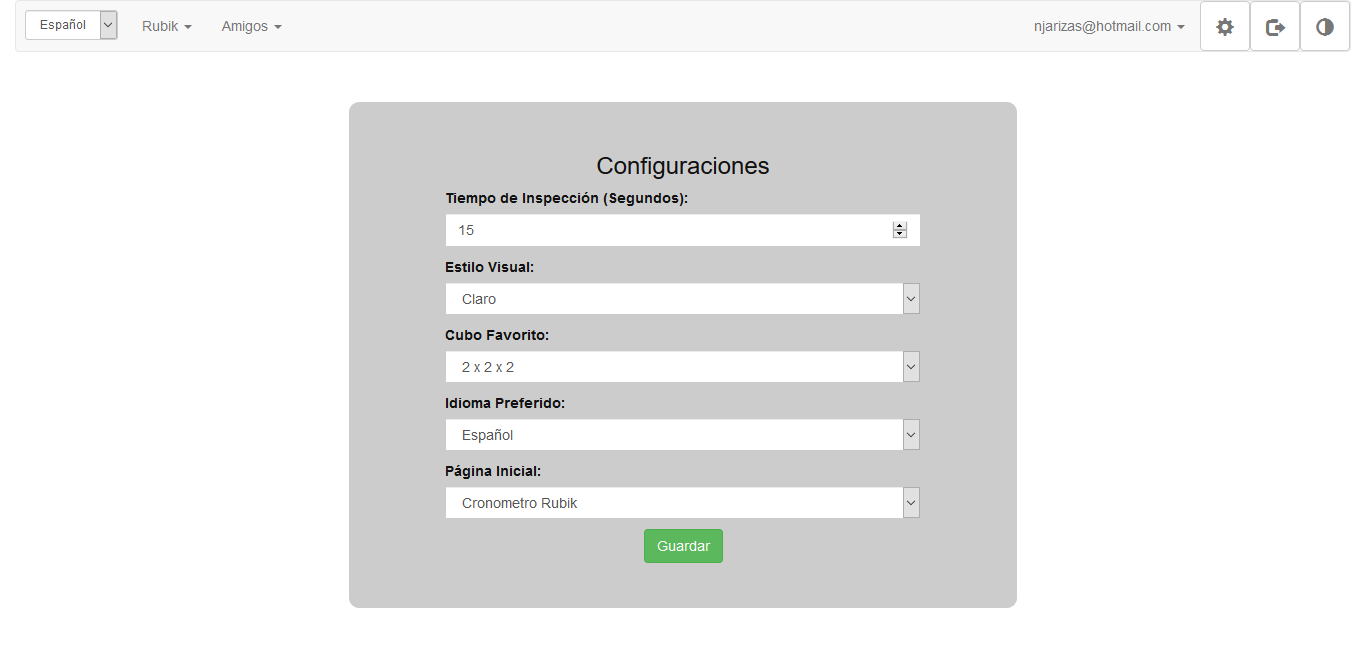 Español Rubik Amigos njarizas@hotmail.com
Configuraciones
Tiempo de Inspección (Segundos):
15
Estilo Visual:
Claro
Cubo Favorito:
2 x 2 x 2
Idioma Preferido:
Español
Página Inicial:
Cronometro Rubik
Guardar